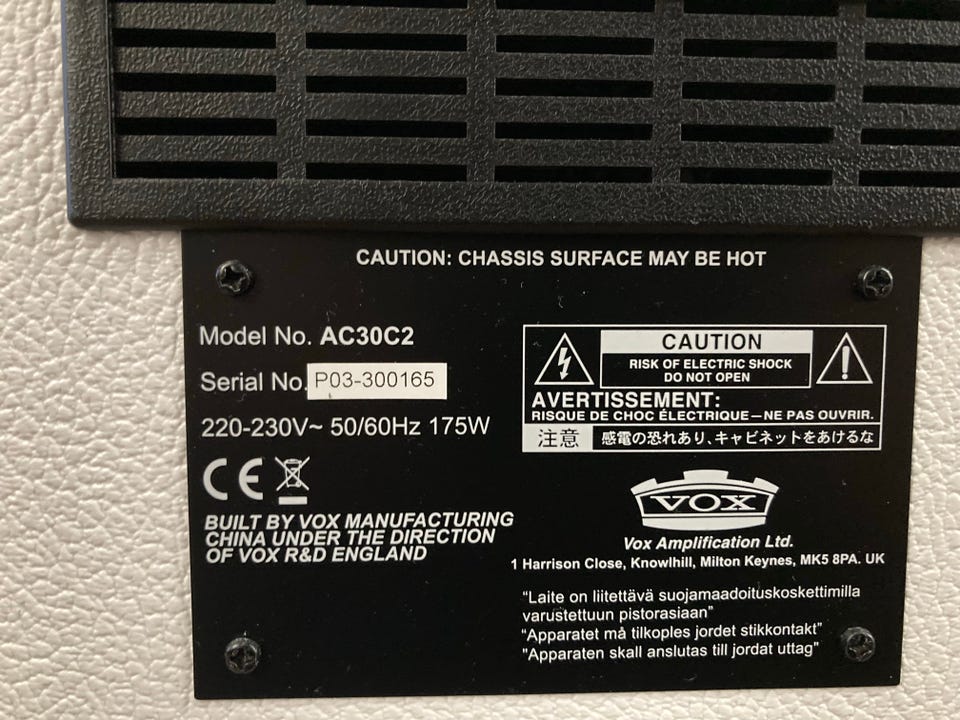 CAUTION: CHASSIS SURFACE MAY BE HOT
Model No. AC30C2
Serial No. P03-300165
220-230V~ 50/60Hz 175W
CE
BUILT BY VOX MANUFACTURING
CHINA UNDER THE DIRECTION
OF VOX R&D ENGLAND
CAUTION
RISK OF ELECTRIC SHOCK
DO NOT OPEN
AVERTISSEMENT:
RISQUE DE CHOC ÉLECTRIQUE—NE PAS OUVRIR.
注意 感電の恐れあり、キャビネットをあけるな
VOX
Vox Amplification Ltd.
1 Harrison Close, Knowlhill, Milton Keynes, MK5 8PA. UK
“Laite on liitettävä suojamaadoituskoskettimilla
varustettuun pistorasiaan”
“Apparatet må tilkoples jordet stikkontakt”
"Apparaten skall anslutas till jordat uttag"